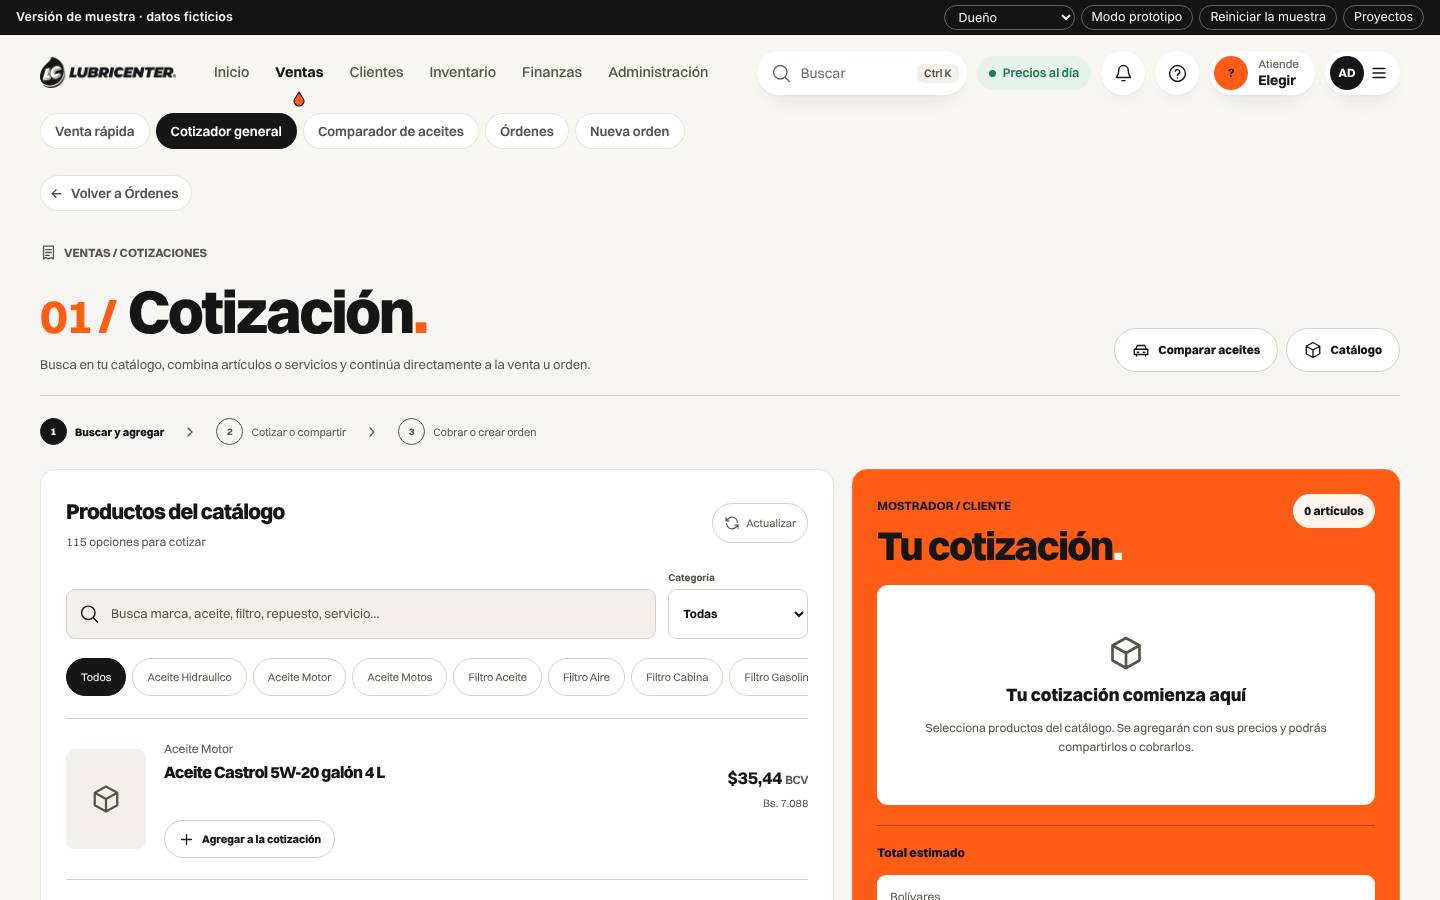 Versión de muestra · datos ficticios
Dueño
Modo prototipo
Reiniciar la muestra
Proyectos
LG LUBRICENTER.
Inicio
Ventas
Clientes
Inventario
Finanzas
Administración
Buscar
Ctrl K
Precios al día
?
Atiende
Elegir
AD
Venta rápida
Cotizador general
Comparador de aceites
Órdenes
Nueva orden
Volver a Órdenes
VENTAS / COTIZACIONES
01 / Cotización.
Busca en tu catálogo, combina artículos o servicios y continúa directamente a la venta u orden.
Comparar aceites
Catálogo
1 Buscar y agregar
2 Cotizar o compartir
3 Cobrar o crear orden
Productos del catálogo
115 opciones para cotizar
Actualizar
Categoría
Busca marca, aceite, filtro, repuesto, servicio...
Todas
Todos
Aceite Hidraulico
Aceite Motor
Aceite Motos
Filtro Aceite
Filtro Aire
Filtro Cabina
Filtro Gasolin
Aceite Motor
Aceite Castrol 5W-20 galón 4 L
$35,44 BCV
Bs. 7.088
Agregar a la cotización
MOSTRADOR / CLIENTE
0 artículos
Tu cotización.
Tu cotización comienza aquí
Selecciona productos del catálogo. Se agregarán con sus precios y podrás
compartirlos o cobrarlos.
Total estimado
Bolívares